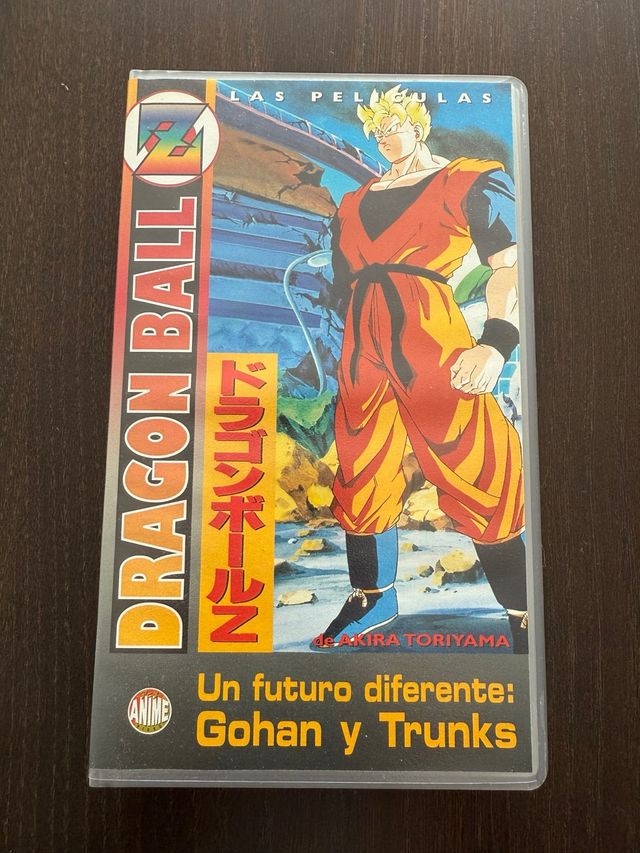 LAS PELICULAS
Z
DRAGON BALL
ドラゴンボールZ
de AKIRA TORIYAMA
ANIME
Un futuro diferente:
Gohan y Trunks